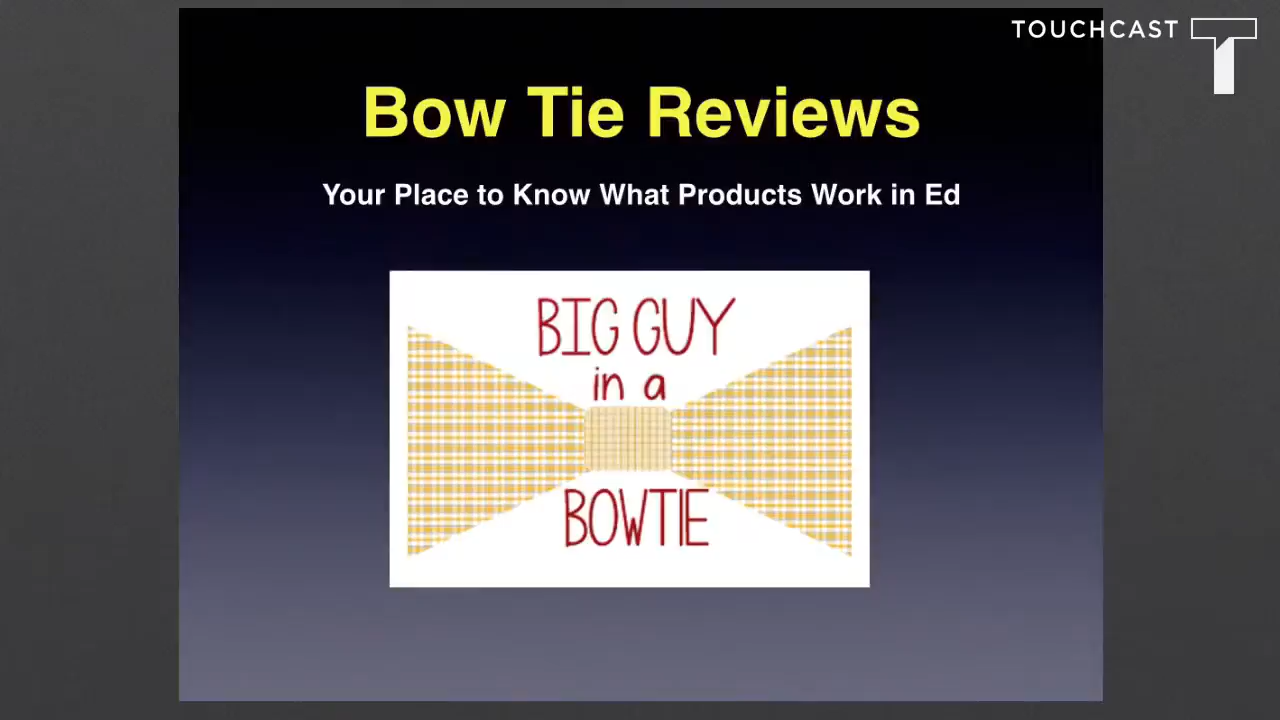 TOUCHCAST
Bow Tie Reviews
Your Place to Know What Products Work in Ed
BIG GUY
in a
BOWTIE